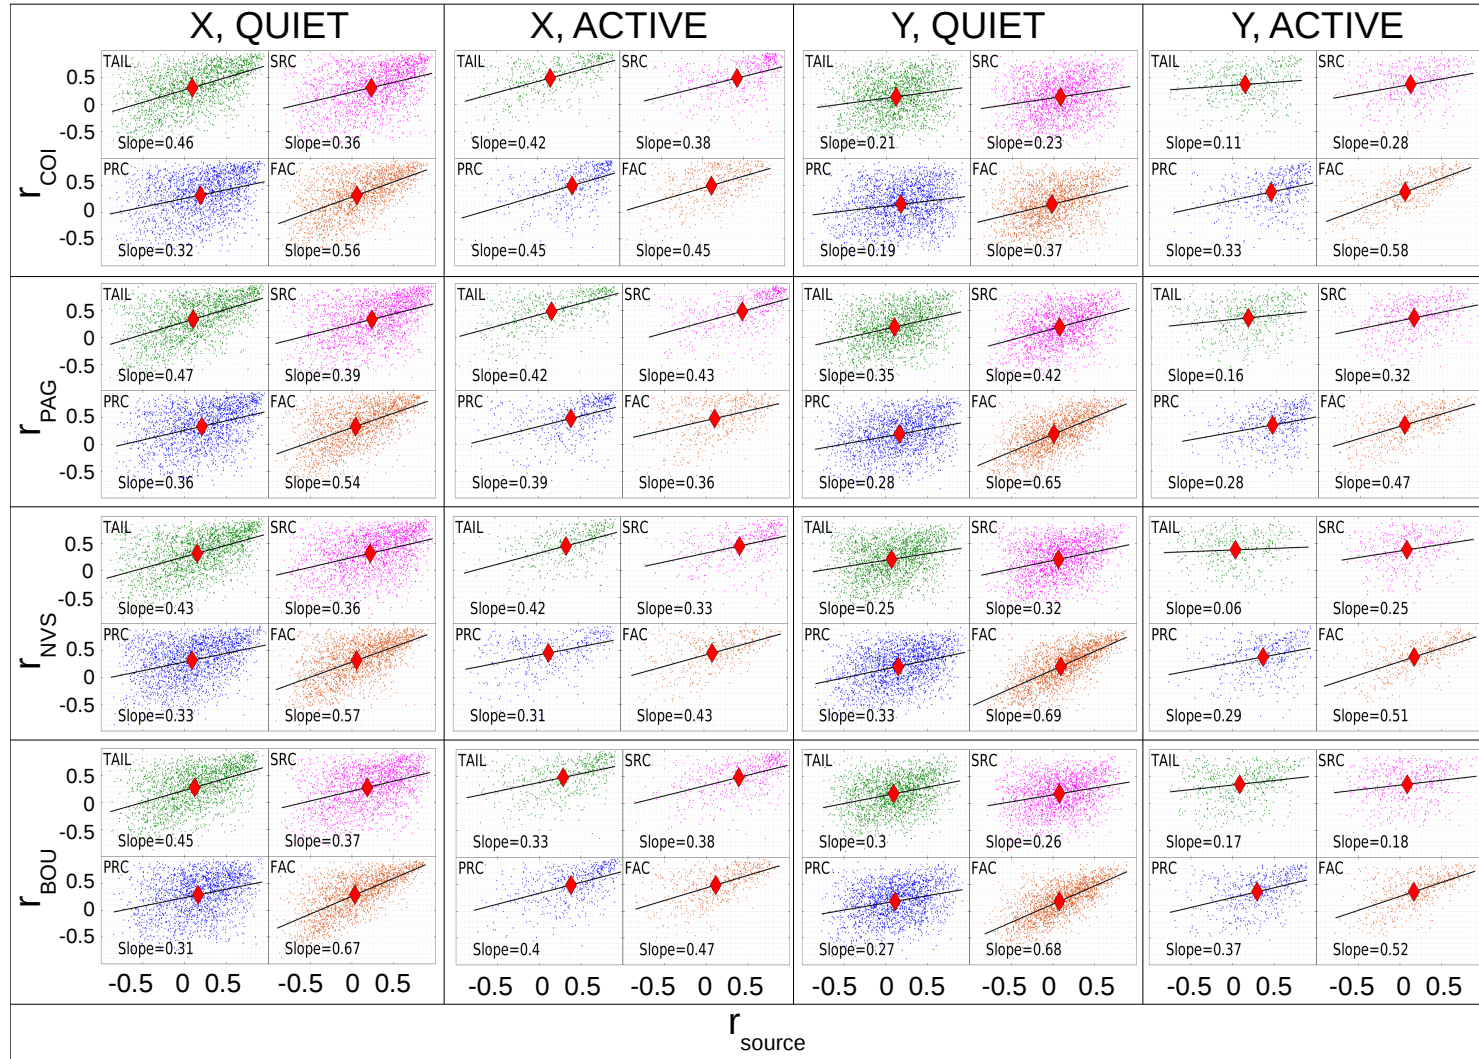 X, QUIET X, ACTIVE Y, QUIET Y, ACTIVE
TAIL SRC TAIL SRC TAIL SRC TAIL SRC
0.5
0
-0.5
Slope=0.46 Slope=0.36 Slope=0.42 Slope=0.38 Slope=0.21 Slope=0.23 Slope=0.11 Slope=0.28
r COI
PRC FAC PRC FAC PRC FAC PRC FAC
0.5
0
-0.5
Slope=0.32 Slope=0.56 Slope=0.45 Slope=0.45 Slope=0.19 Slope=0.37 Slope=0.33 Slope=0.58
TAIL SRC TAIL SRC TAIL SRC TAIL SRC
0.5
0
-0.5
Slope=0.47 Slope=0.39 Slope=0.42 Slope=0.43 Slope=0.35 Slope=0.42 Slope=0.16 Slope=0.32
r PAG
PRC FAC PRC FAC PRC FAC PRC FAC
0.5
0
-0.5
Slope=0.36 Slope=0.54 Slope=0.39 Slope=0.36 Slope=0.28 Slope=0.65 Slope=0.28 Slope=0.47
TAIL SRC TAIL SRC TAIL SRC TAIL SRC
0.5
0
-0.5
Slope=0.43 Slope=0.36 Slope=0.42 Slope=0.33 Slope=0.25 Slope=0.32 Slope=0.06 Slope=0.25
r NVS
PRC FAC PRC FAC PRC FAC PRC FAC
0.5
0
-0.5
Slope=0.33 Slope=0.57 Slope=0.31 Slope=0.43 Slope=0.33 Slope=0.69 Slope=0.29 Slope=0.51
TAIL SRC TAIL SRC TAIL SRC TAIL SRC
0.5
0
-0.5
Slope=0.45 Slope=0.37 Slope=0.33 Slope=0.38 Slope=0.3 Slope=0.26 Slope=0.17 Slope=0.18
r BOU
PRC FAC PRC FAC PRC FAC PRC FAC
0.5
0
-0.5
Slope=0.31 Slope=0.67 Slope=0.4 Slope=0.47 Slope=0.27 Slope=0.68 Slope=0.37 Slope=0.52
-0.5 0 0.5 -0.5 0 0.5 -0.5 0 0.5 -0.5 0 0.5 -0.5 0 0.5 -0.5 0 0.5 -0.5 0 0.5 -0.5 0 0.5
r source